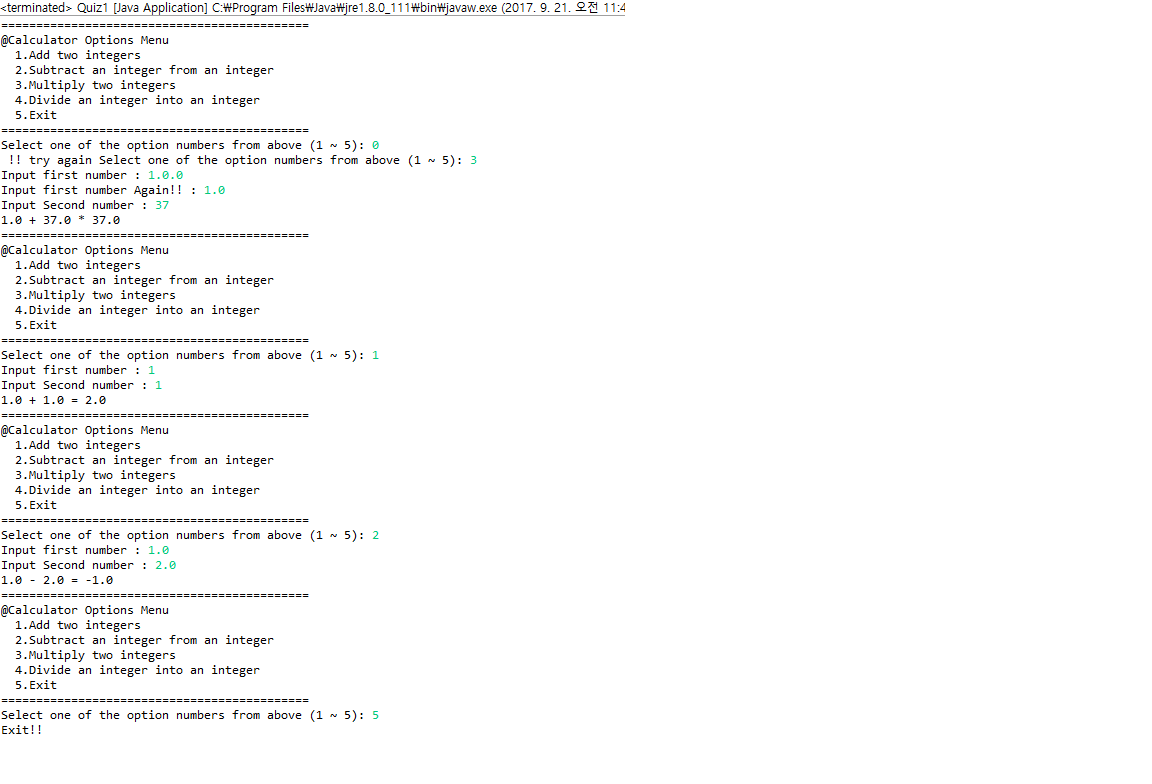 <terminated> Quiz1 [Java Application] C:￦Program Files￦Java￦jre1.8.0_111￦bin￦javaw.exe (2017. 9. 21. 오전 11:4
============================================
@Calculator Options Menu
  1.Add two integers
  2.Subtract an integer from an integer
  3.Multiply two integers
  4.Divide an integer into an integer
  5.Exit
============================================
Select one of the option numbers from above (1 ~ 5): 0
 !! try again Select one of the option numbers from above (1 ~ 5): 3
Input first number : 1.0.0
Input first number Again!! : 1.0
Input Second number : 37
1.0 + 37.0 * 37.0
============================================
@Calculator Options Menu
  1.Add two integers
  2.Subtract an integer from an integer
  3.Multiply two integers
  4.Divide an integer into an integer
  5.Exit
============================================
Select one of the option numbers from above (1 ~ 5): 1
Input first number : 1
Input Second number : 1
1.0 + 1.0 = 2.0
============================================
@Calculator Options Menu
  1.Add two integers
  2.Subtract an integer from an integer
  3.Multiply two integers
  4.Divide an integer into an integer
  5.Exit
============================================
Select one of the option numbers from above (1 ~ 5): 2
Input first number : 1.0
Input Second number : 2.0
1.0 - 2.0 = -1.0
============================================
@Calculator Options Menu
  1.Add two integers
  2.Subtract an integer from an integer
  3.Multiply two integers
  4.Divide an integer into an integer
  5.Exit
============================================
Select one of the option numbers from above (1 ~ 5): 5
Exit!!